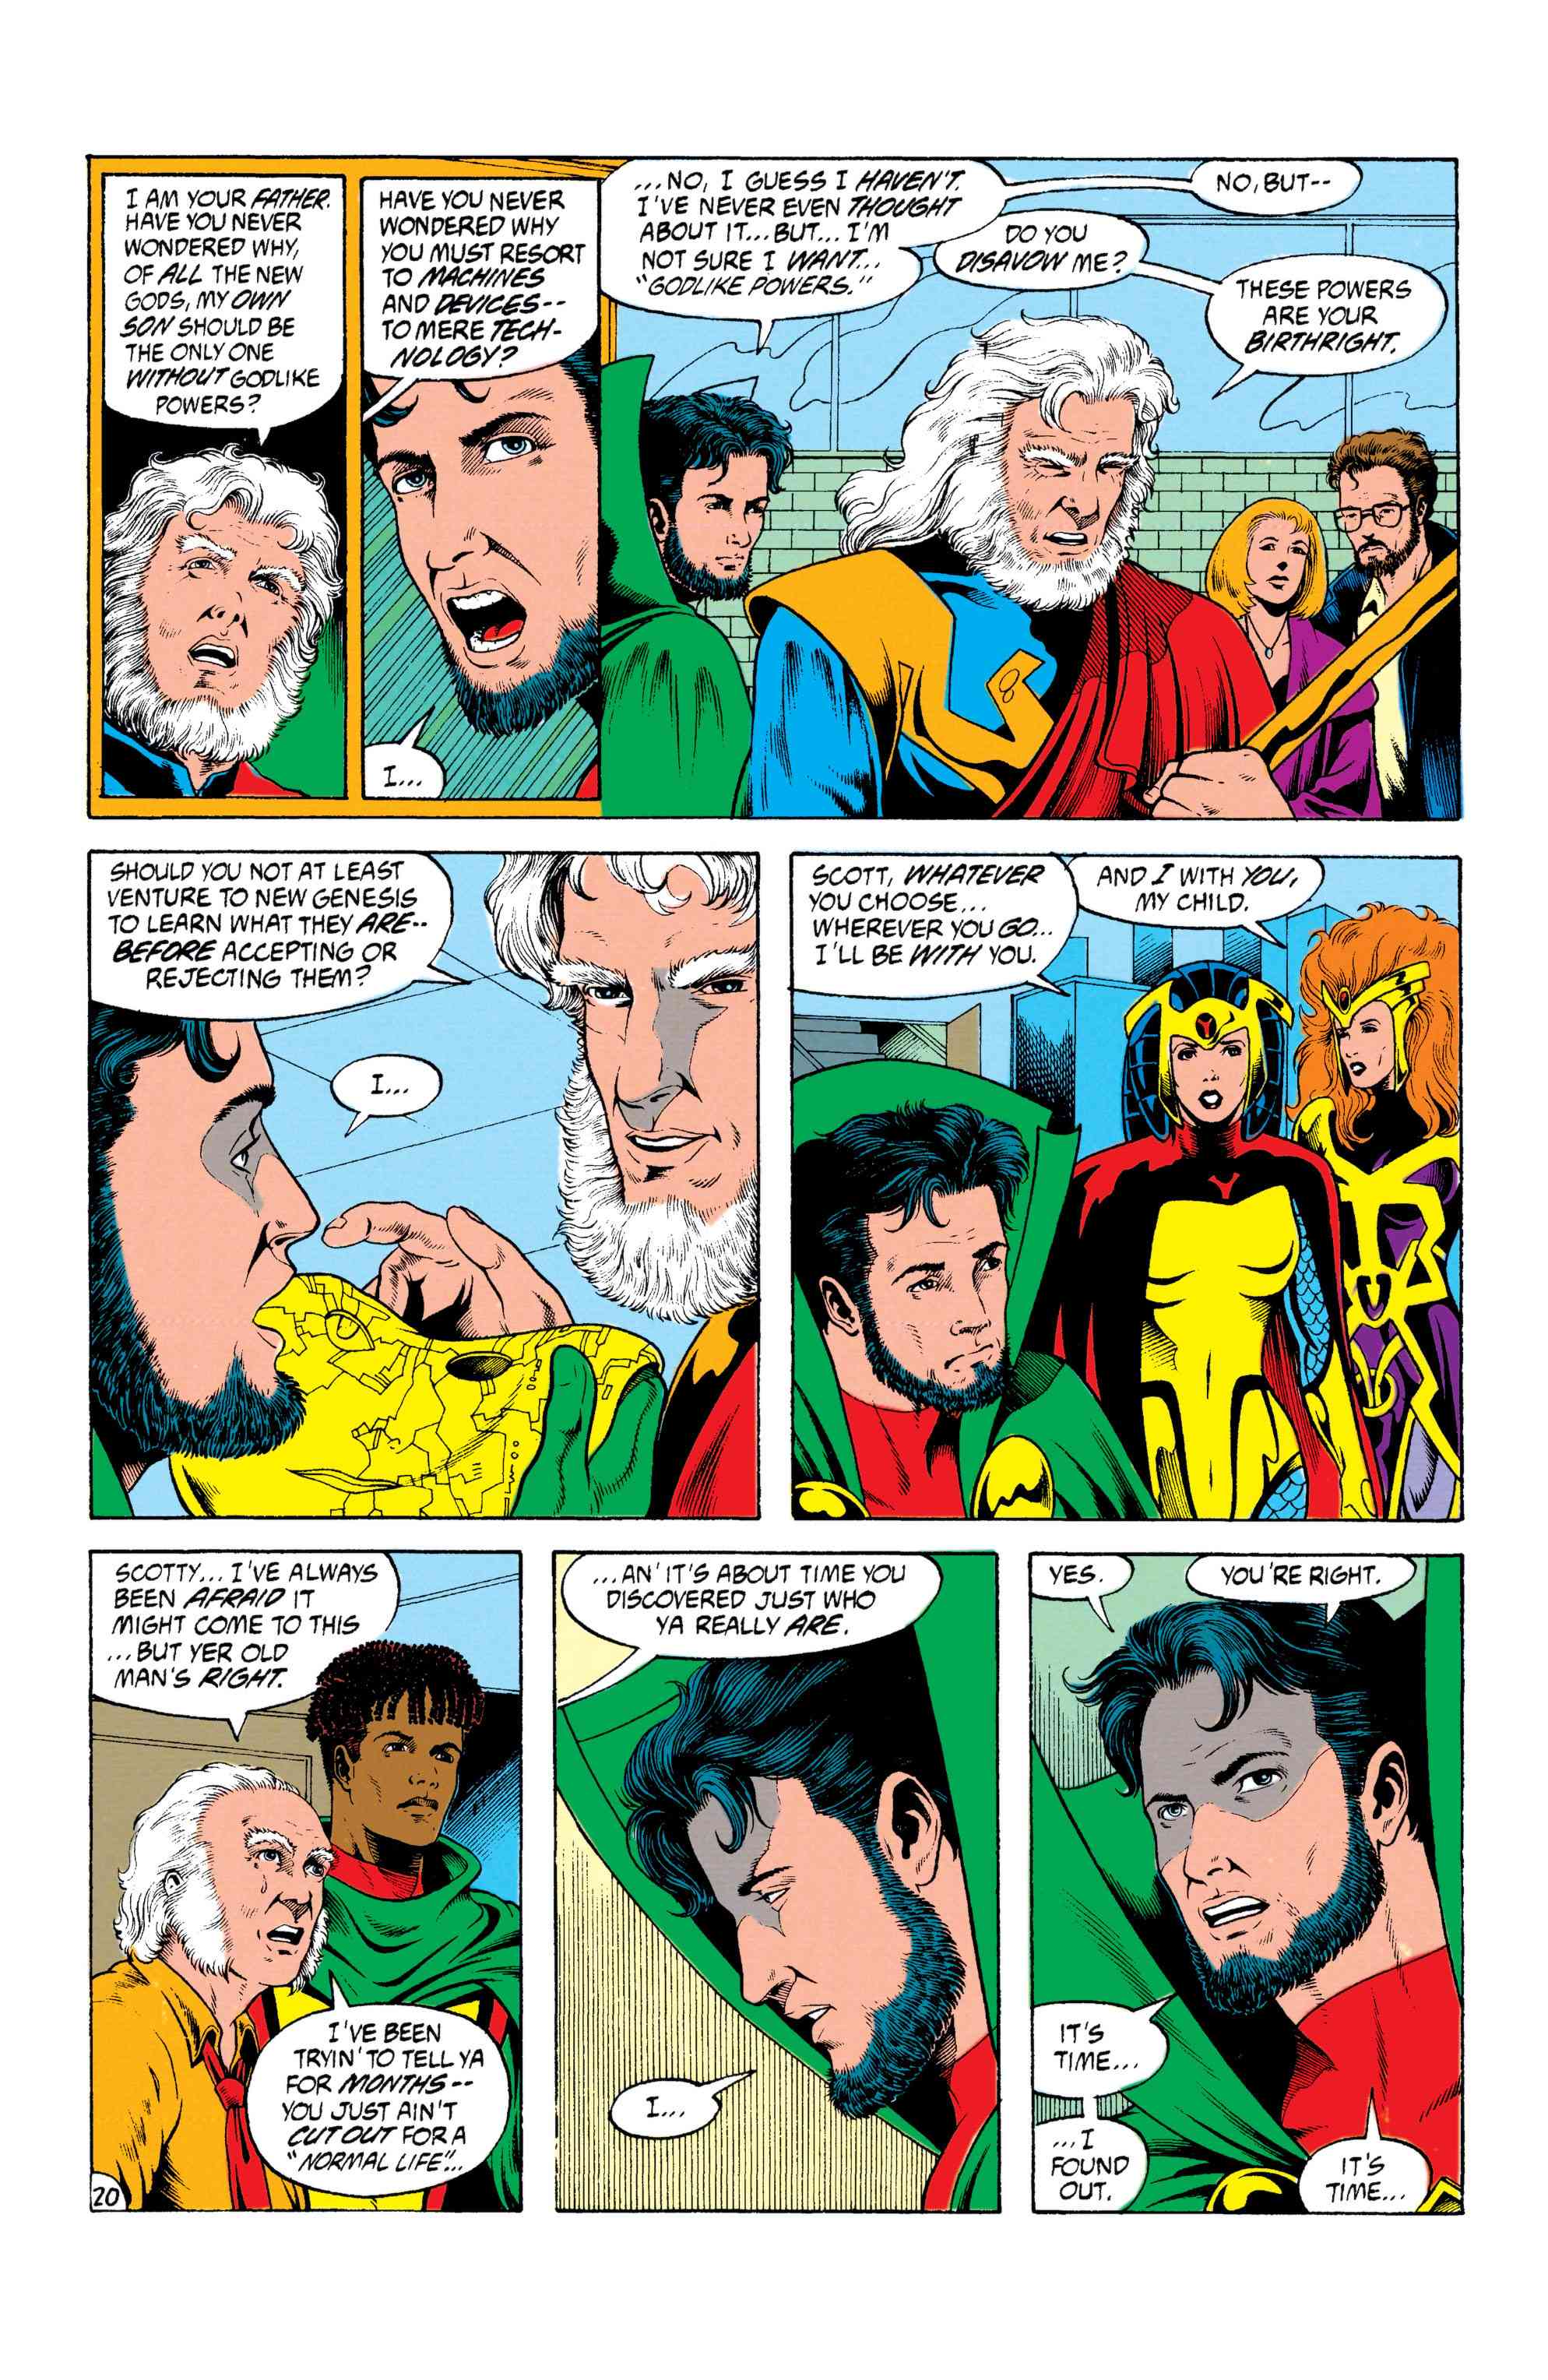 I AM YOUR FATHER.
HAVE YOU NEVER
WONDERED WHY,
OF ALL THE NEW
GODS, MY OWN
SON SHOULD BE
THE ONLY ONE
WITHOUT GODLIKE
POWERS?
HAVE YOU NEVER
WONDERED WHY
YOU MUST RESORT
TO MACHINES
AND DEVICES--
TO MERE TECH-
NOLOGY?
I...
...NO, I GUESS I HAVEN'T.
I'VE NEVER EVEN THOUGHT
ABOUT IT...BUT... I'M
NOT SURE I WANT...
"GODLIKE POWERS."
NO, BUT--
DO YOU
DISAVOW ME?
THESE POWERS
ARE YOUR
BIRTHRIGHT.
SHOULD YOU NOT AT LEAST
VENTURE TO NEW GENESIS
TO LEARN WHAT THEY ARE--
BEFORE ACCEPTING OR
REJECTING THEM?
I...
SCOTT, WHATEVER
YOU CHOOSE...
WHEREVER YOU GO...
I'LL BE WITH YOU.
AND I WITH YOU,
MY CHILD.
SCOTTY... I'VE ALWAYS
BEEN AFRAID IT
MIGHT COME TO THIS
...BUT YER OLD
MAN'S RIGHT.
I'VE BEEN
TRYIN' TO TELL YA
FOR MONTHS--
YOU JUST AIN'T
CUT OUT FOR A
"NORMAL LIFE"...
20
...AN' IT'S ABOUT TIME YOU
DISCOVERED JUST WHO
YA REALLY ARE.
I...
YES.
YOU'RE RIGHT.
IT'S
TIME...
...I
FOUND
OUT.
IT'S
TIME...